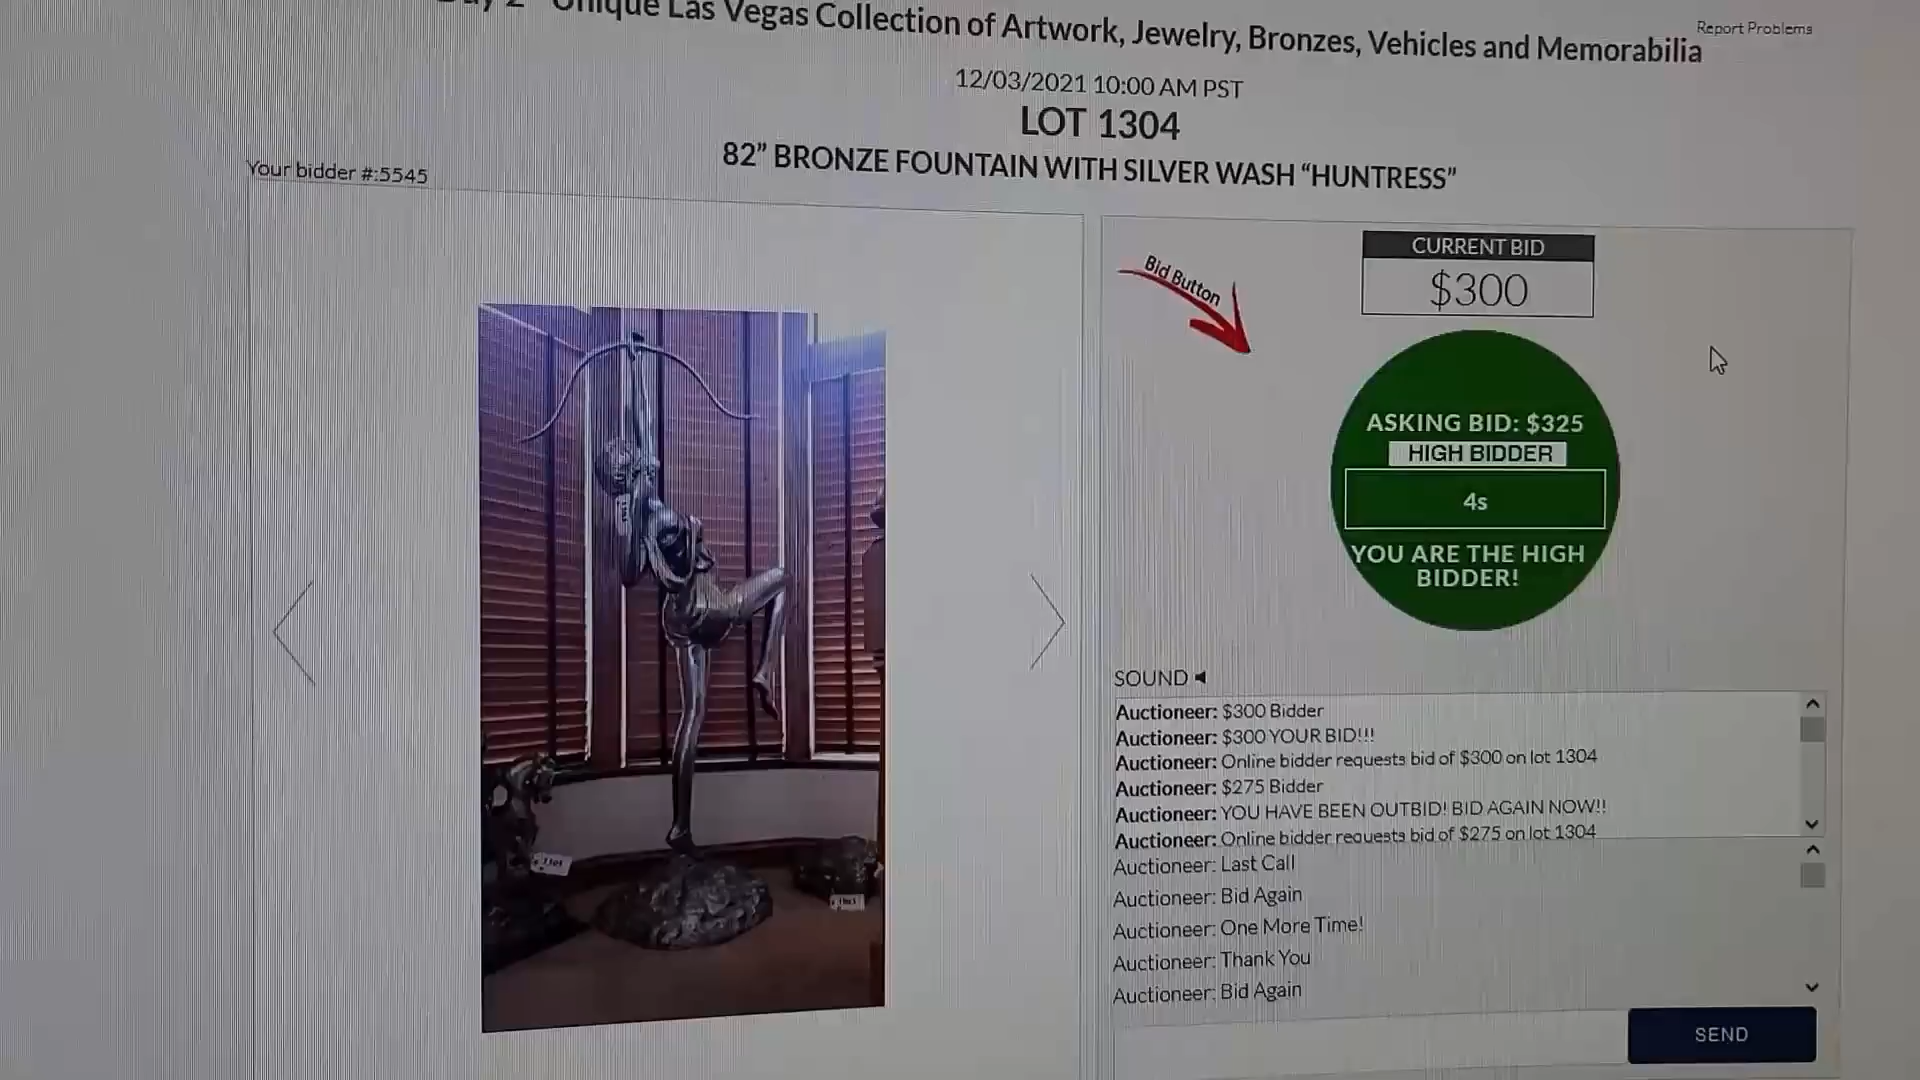 Day 2 Unique Las Vegas Collection of Artwork, Jewelry, Bronzes, Vehicles and Memorabilia
Report Problems
12/03/2021 10:00 AM PST
LOT 1304
82” BRONZE FOUNTAIN WITH SILVER WASH “HUNTRESS”
Your bidder #:5545
Bid Button
CURRENT BID
$300
ASKING BID: $325
HIGH BIDDER
4s
YOU ARE THE HIGH
BIDDER!
SOUND
Auctioneer: $300 Bidder
Auctioneer: $300 YOUR BID!!!
Auctioneer: Online bidder requests bid of $300 on lot 1304
Auctioneer: $275 Bidder
Auctioneer: YOU HAVE BEEN OUTBID! BID AGAIN NOW!!
Auctioneer: Online bidder requests bid of $275 on lot 1304
Auctioneer: Last Call
Auctioneer: Bid Again
Auctioneer: One More Time!
Auctioneer: Thank You
Auctioneer: Bid Again
SEND